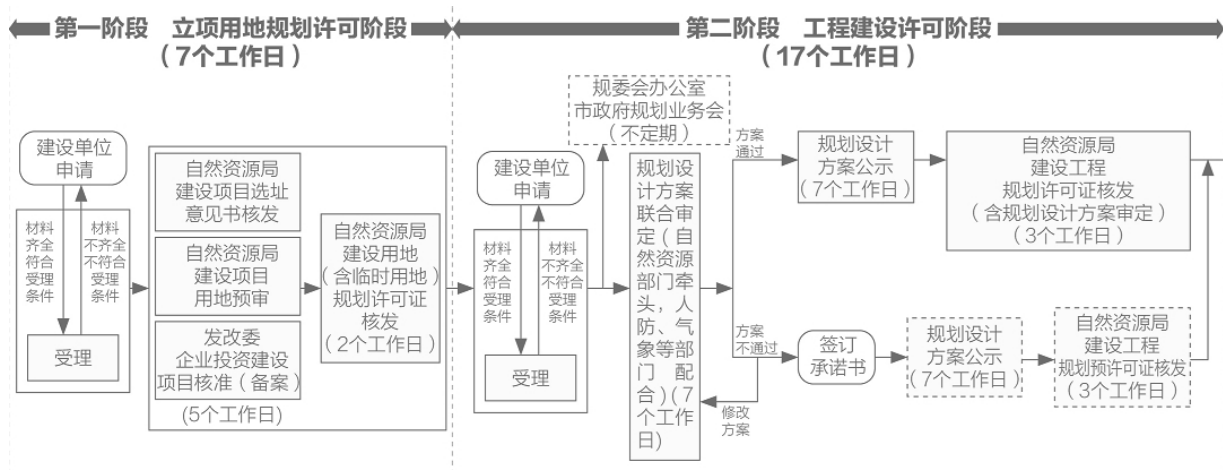 第一阶段　立项用地规划许可阶段
（7个工作日）
第二阶段　工程建设许可阶段
（17个工作日）
建设单位
申请
材料
齐全
符合
受理
条件
材料
不齐全
不符合
受理
条件
受理
自然资源局
建设项目选址
意见书核发
自然资源局
建设项目
用地预审
发改委
企业投资建设
项目核准（备案）
(5个工作日)
自然资源局
建设用地
（含临时用地）
规划许可证
核发
（2个工作日）
建设单位
申请
材料
齐全
符合
受理
条件
材料
不齐全
不符合
受理
条件
受理
规委会办公室
市政府规划业务会
（不定期）
规划设
计方案
联合审
定（自
然资源
部门牵
头，人
防、气
象等部
门配
合）(7
个工作
日)
方案
通过
规划设计
方案公示
（7个工作日）
自然资源局
建设工程
规划许可证核发
（含规划设计方案审定）
（3个工作日）
方案
不通过
修改
方案
签订
承诺书
规划设计
方案公示
（7个工作日）
自然资源局
建设工程
规划预许可证核发
（3个工作日）